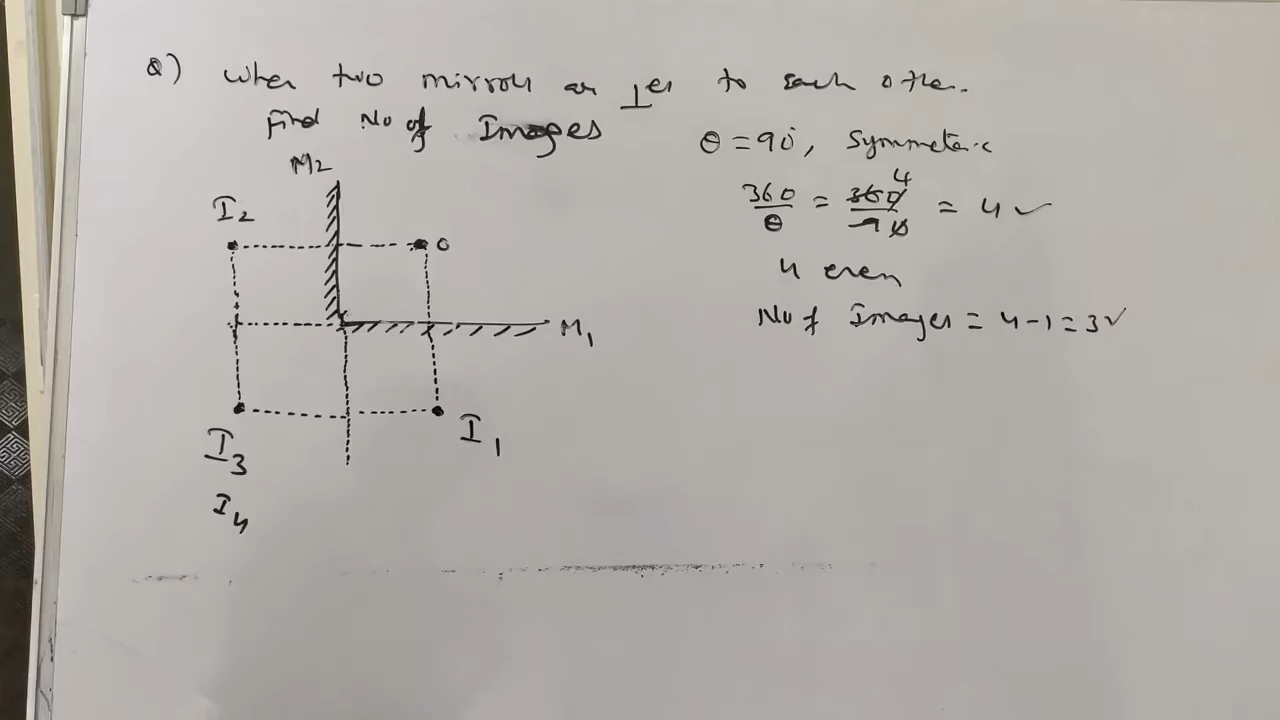 Q) when two mirrors are ⊥er to each other.
Find No of Images
θ = 90°, Symmetric
360/θ = 360/90 4 = 4 ✓
4 even
No of Images = 4-1 = 3 ✓
M2
I2
O
M1
I1
I3
I4